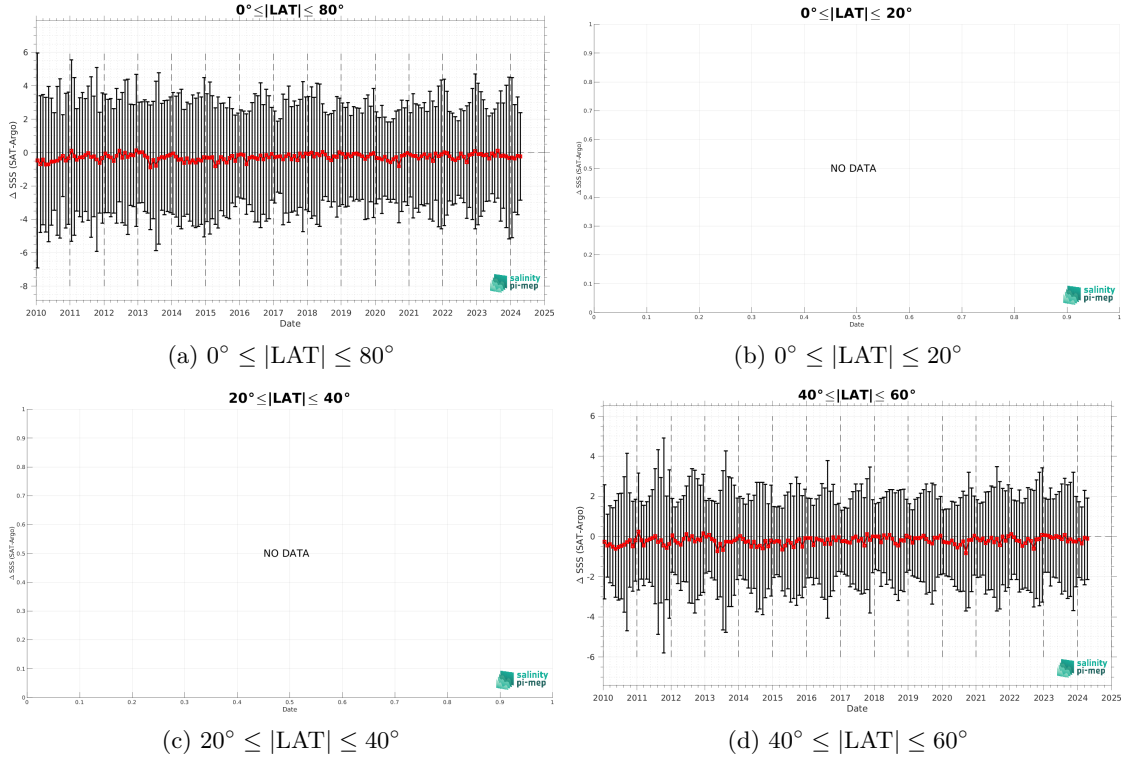 0°≤|LAT|≤ 80°
Δ SSS (SAT-Argo)
6
4
2
0
-2
-4
-6
-8
2010 2011 2012 2013 2014 2015 2016 2017 2018 2019 2020 2021 2022 2023 2024 2025
Date
salinity
pi-mep
(a) 0° ≤ |LAT| ≤ 80°
0°≤|LAT|≤ 20°
Δ SSS (SAT-Argo)
1
0.9
0.8
0.7
0.6
0.5
0.4
0.3
0.2
0.1
0
NO DATA
0 0.1 0.2 0.3 0.4 0.5 0.6 0.7 0.8 0.9 1
Date
salinity
pi-mep
(b) 0° ≤ |LAT| ≤ 20°
20°≤|LAT|≤ 40°
Δ SSS (SAT-Argo)
1
0.9
0.8
0.7
0.6
0.5
0.4
0.3
0.2
0.1
0
NO DATA
0 0.1 0.2 0.3 0.4 0.5 0.6 0.7 0.8 0.9 1
Date
salinity
pi-mep
(c) 20° ≤ |LAT| ≤ 40°
40°≤|LAT|≤ 60°
Δ SSS (SAT-Argo)
6
4
2
0
-2
-4
-6
2010 2011 2012 2013 2014 2015 2016 2017 2018 2019 2020 2021 2022 2023 2024 2025
Date
salinity
pi-mep
(d) 40° ≤ |LAT| ≤ 60°